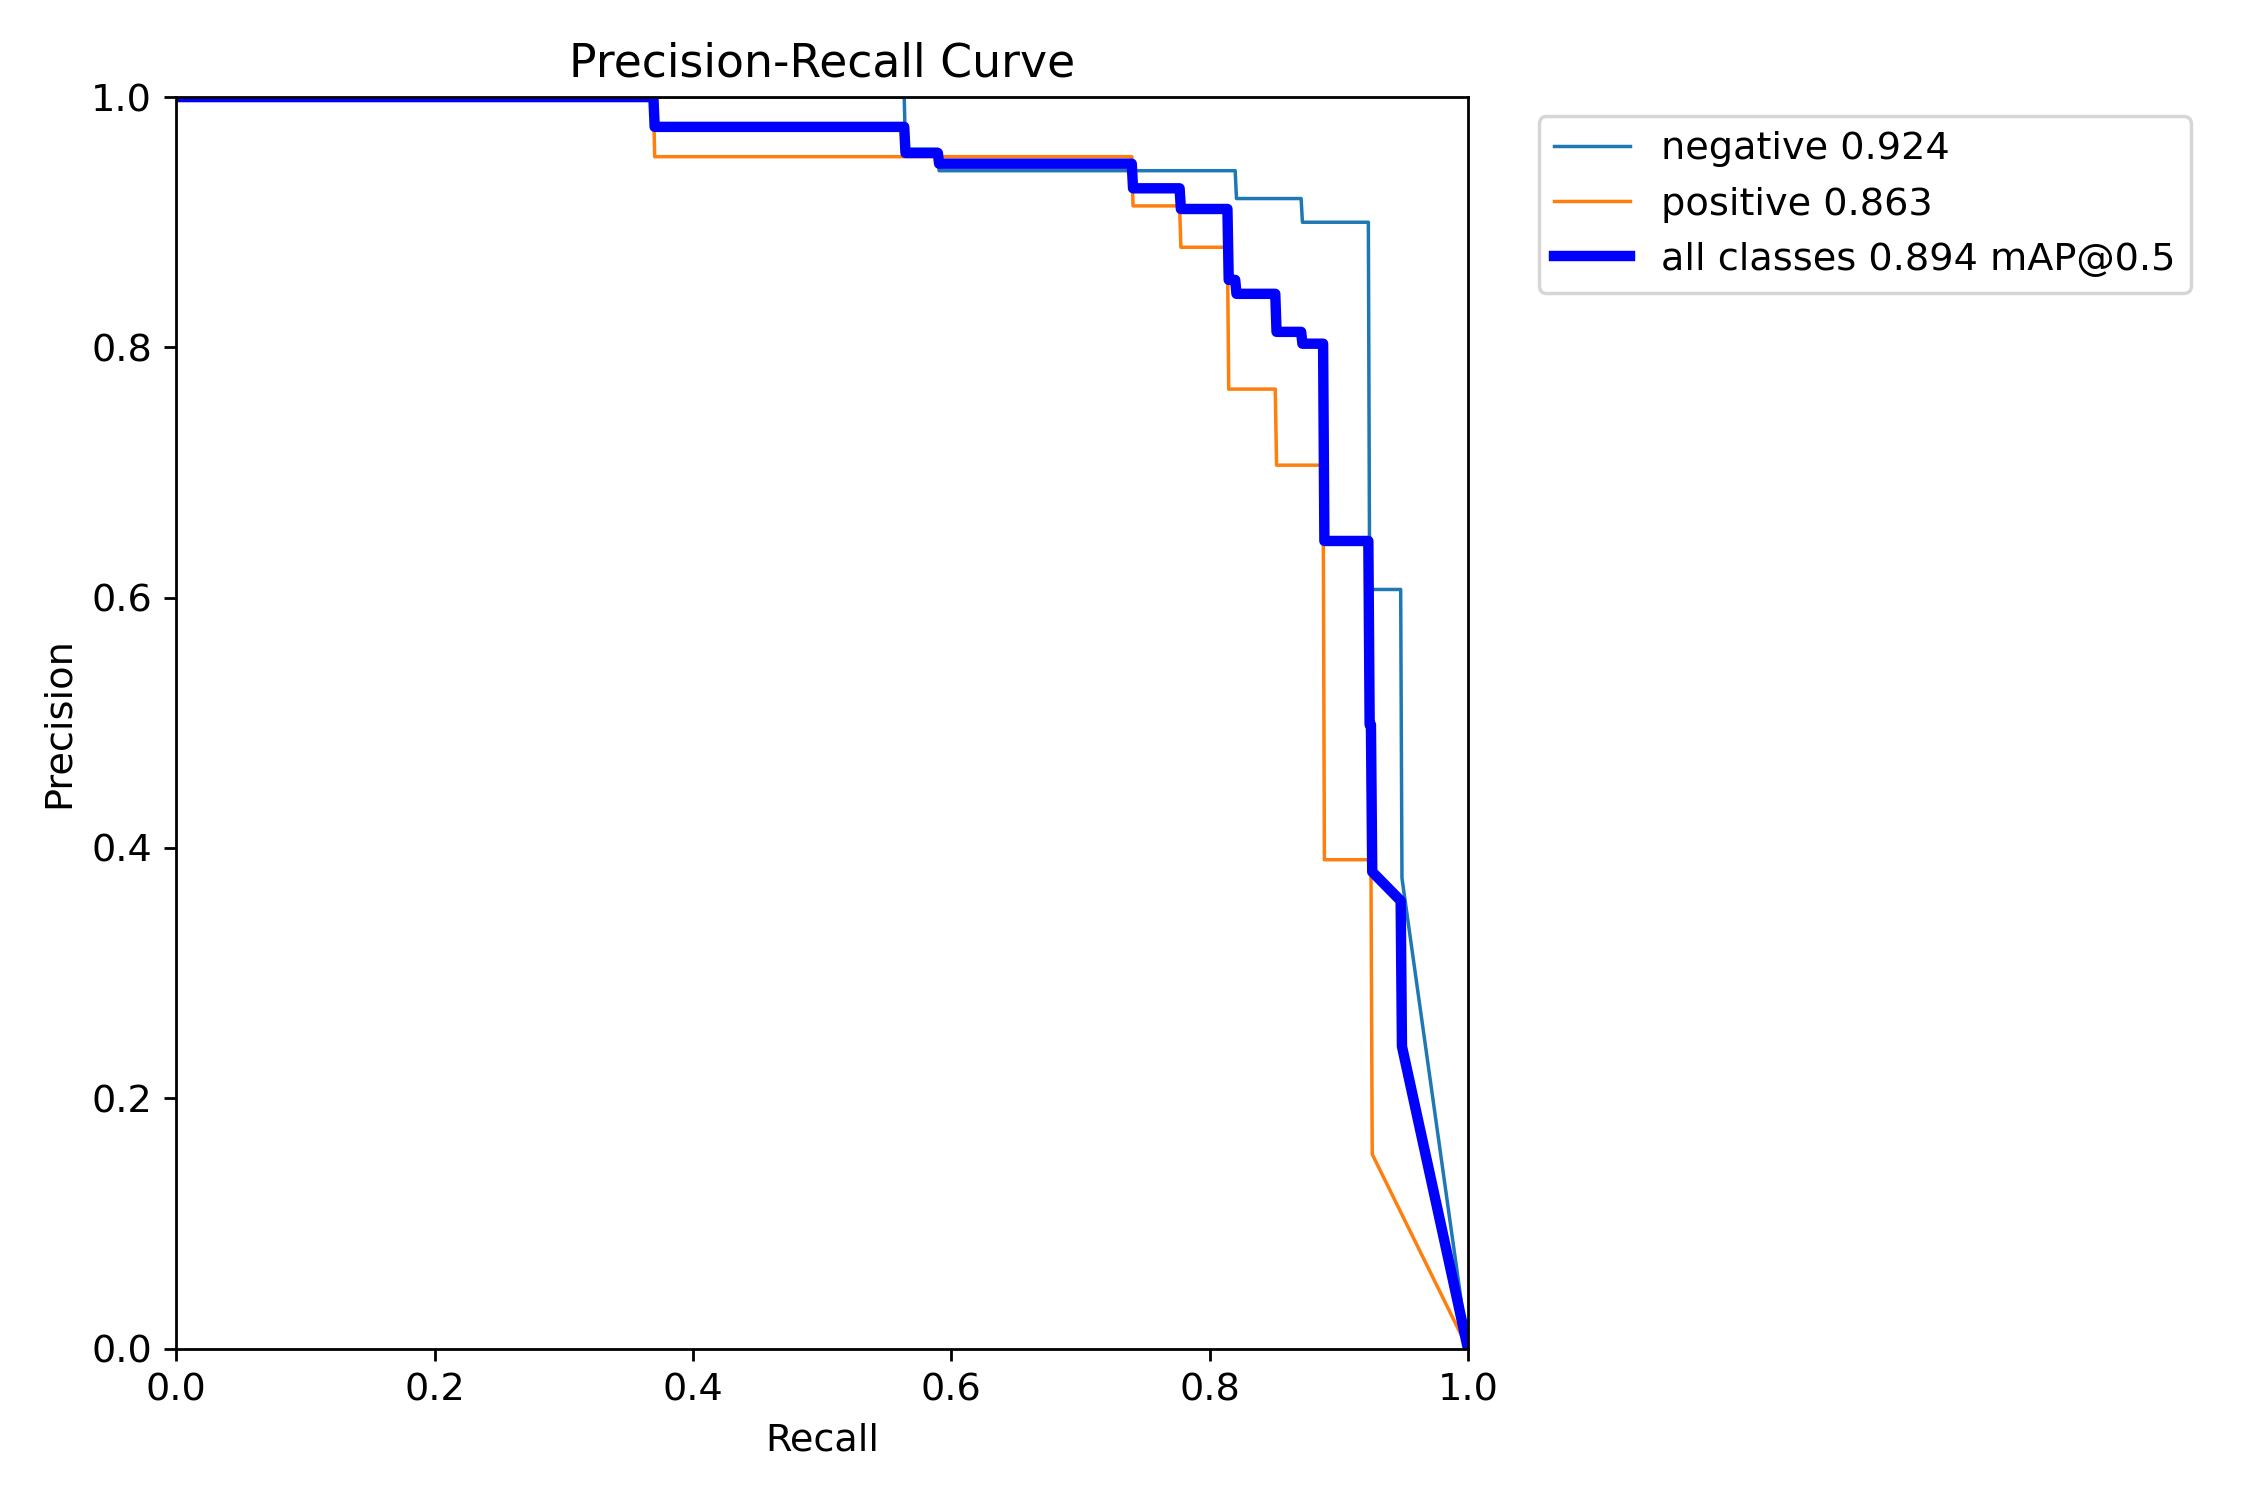 Precision-Recall Curve
1.0
0.8
0.6
0.4
0.2
0.0
Precision
0.0 0.2 0.4 0.6 0.8 1.0
Recall
negative 0.924
positive 0.863
all classes 0.894 mAP@0.5